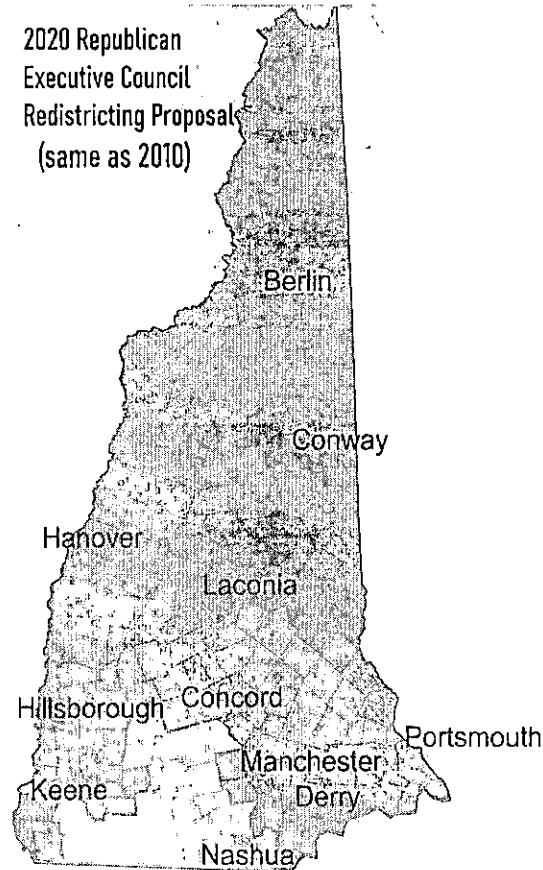 2020 Republican
Executive Council
Redistricting Proposal
(same as 2010)
Berlin
Conway
Hanover
Laconia
Hillsborough
Concord
Portsmouth
Manchester
Keene
Derry
Nashua